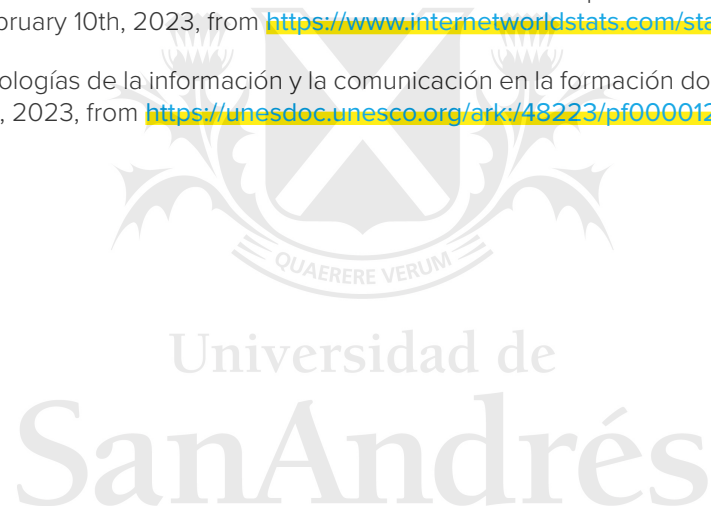 bruary 10th, 2023, from https://www.internetworldstats.com/sta
ologías de la información y la comunicación en la formación do
, 2023, from https://unesdoc.unesco.org/ark:/48223/pf000012
QUAERERE VERUM
Universidad de
SanAndrés